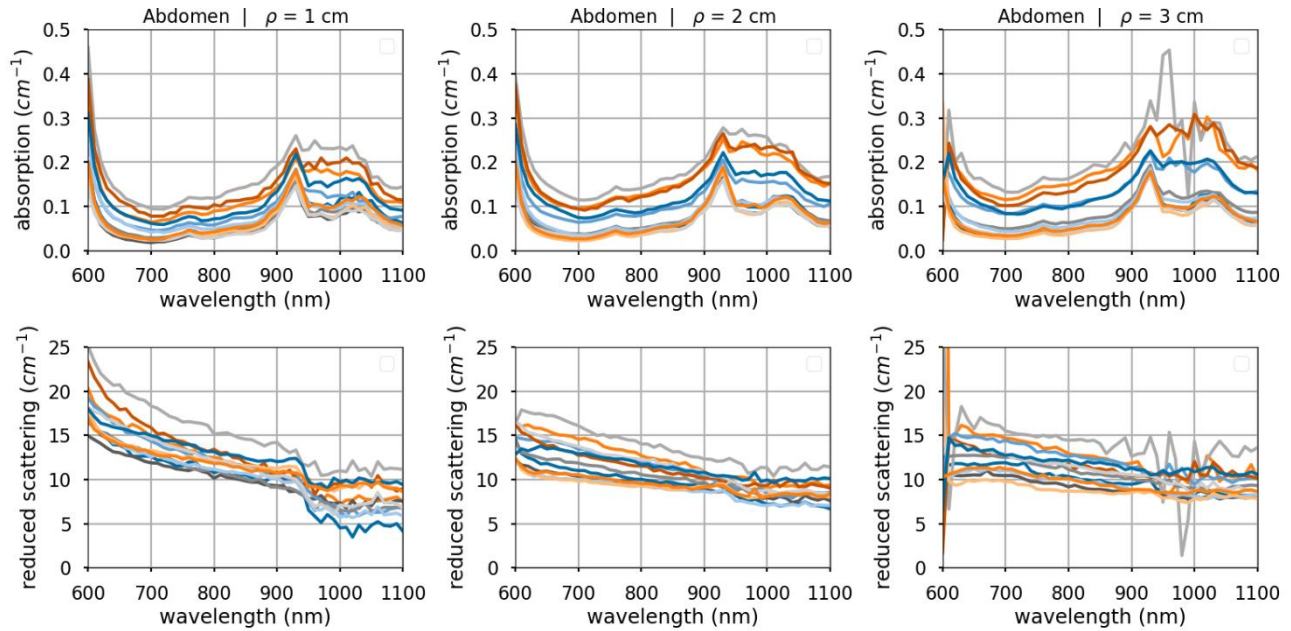 Abdomen | ρ = 1 cm
0.5
0.4
0.3
0.2
0.1
0.0
absorption (cm⁻¹)
600 700 800 900 1000 1100
wavelength (nm)
Abdomen | ρ = 2 cm
0.5
0.4
0.3
0.2
0.1
0.0
absorption (cm⁻¹)
600 700 800 900 1000 1100
wavelength (nm)
Abdomen | ρ = 3 cm
0.5
0.4
0.3
0.2
0.1
0.0
absorption (cm⁻¹)
600 700 800 900 1000 1100
wavelength (nm)
25
20
15
10
5
0
reduced scattering (cm⁻¹)
600 700 800 900 1000 1100
wavelength (nm)
25
20
15
10
5
0
reduced scattering (cm⁻¹)
600 700 800 900 1000 1100
wavelength (nm)
25
20
15
10
5
0
reduced scattering (cm⁻¹)
600 700 800 900 1000 1100
wavelength (nm)